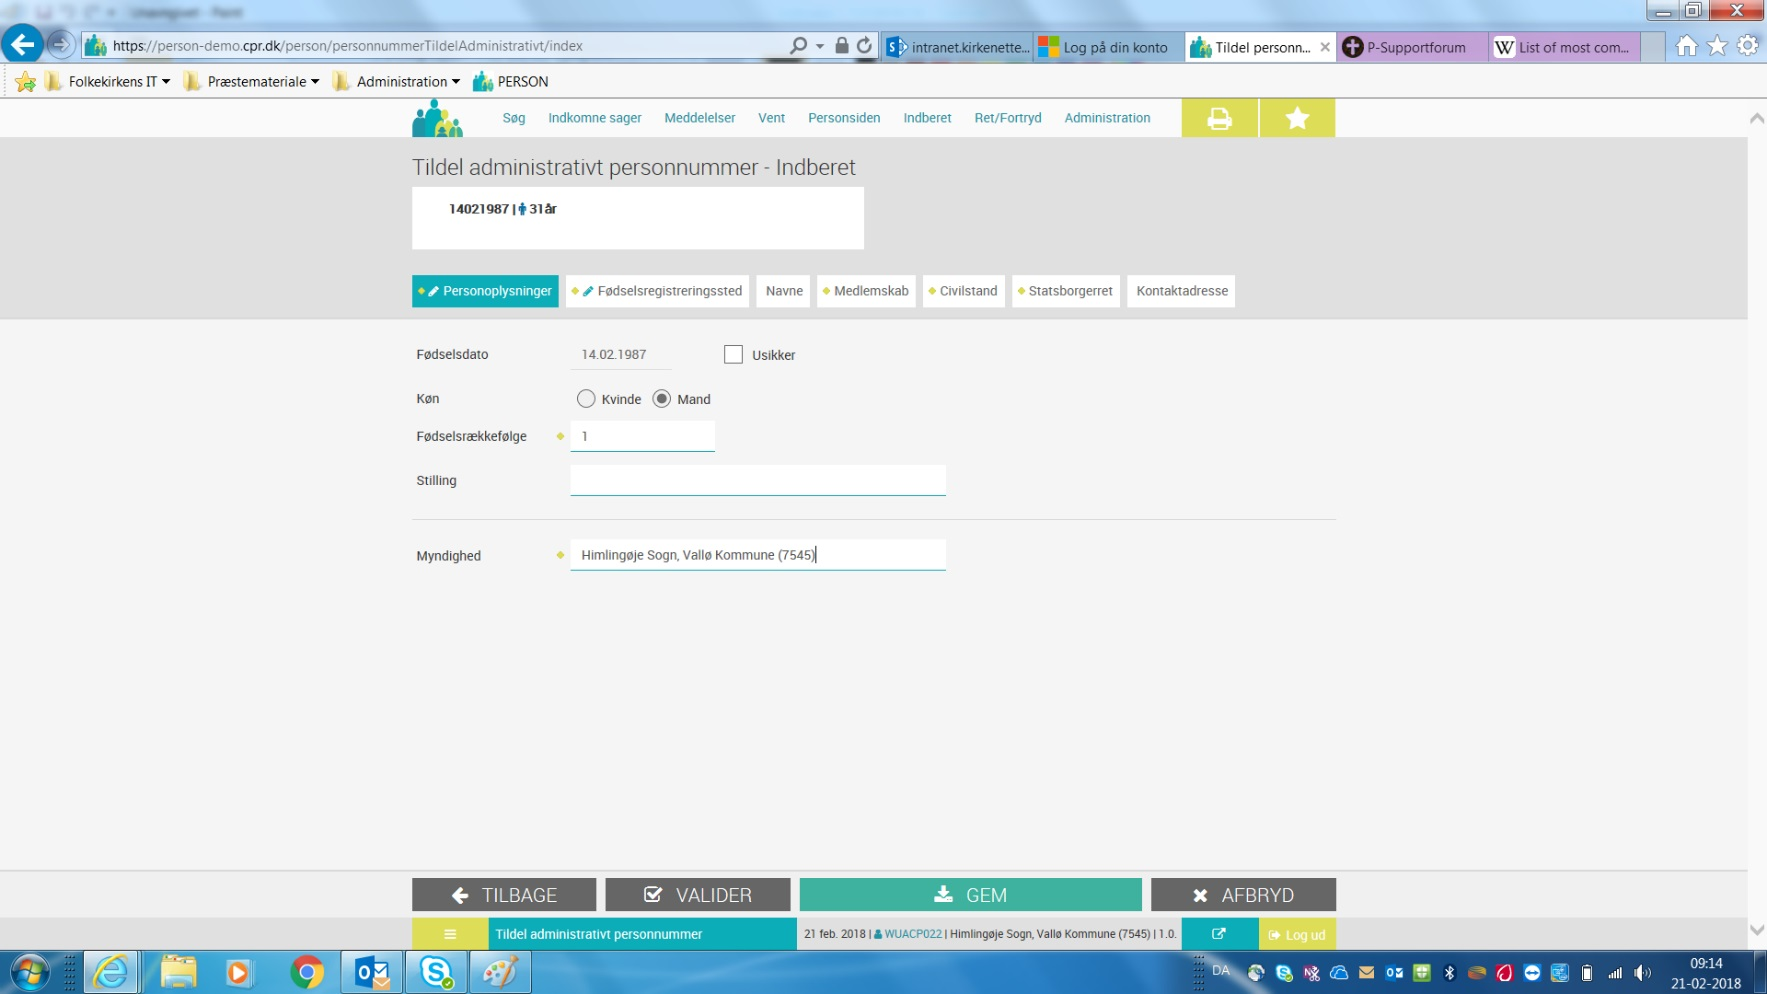 https://person-demo.cpr.dk/person/personnummerTildelAdministrativt/index
intranet.kirkenette...
Log på din konto
Tildel personn...
P-Supportforum
W List of most com...
Folkekirkens IT
Præstemateriale
Administration
PERSON
Søg
Indkomne sager
Meddelelser
Vent
Personsiden
Indberet
Ret/Fortryd
Administration
Tildel administrativt personnummer - Indberet
14021987 | 31år
Personoplysninger
Fødselsregistreringssted
Navne
Medlemskab
Civilstand
Statsborgerret
Kontaktadresse
Fødselsdato 14.02.1987 Usikker
Køn Kvinde Mand
Fødselsrækkefølge 1
Stilling
Myndighed Himlingøje Sogn, Vallø Kommune (7545)
TILBAGE
VALIDER
GEM
AFBRYD
Tildel administrativt personnummer
21 feb. 2018 | WUACP022 | Himlingøje Sogn, Vallø Kommune (7545) | 1.0.
Log ud
DA
09:14
21-02-2018